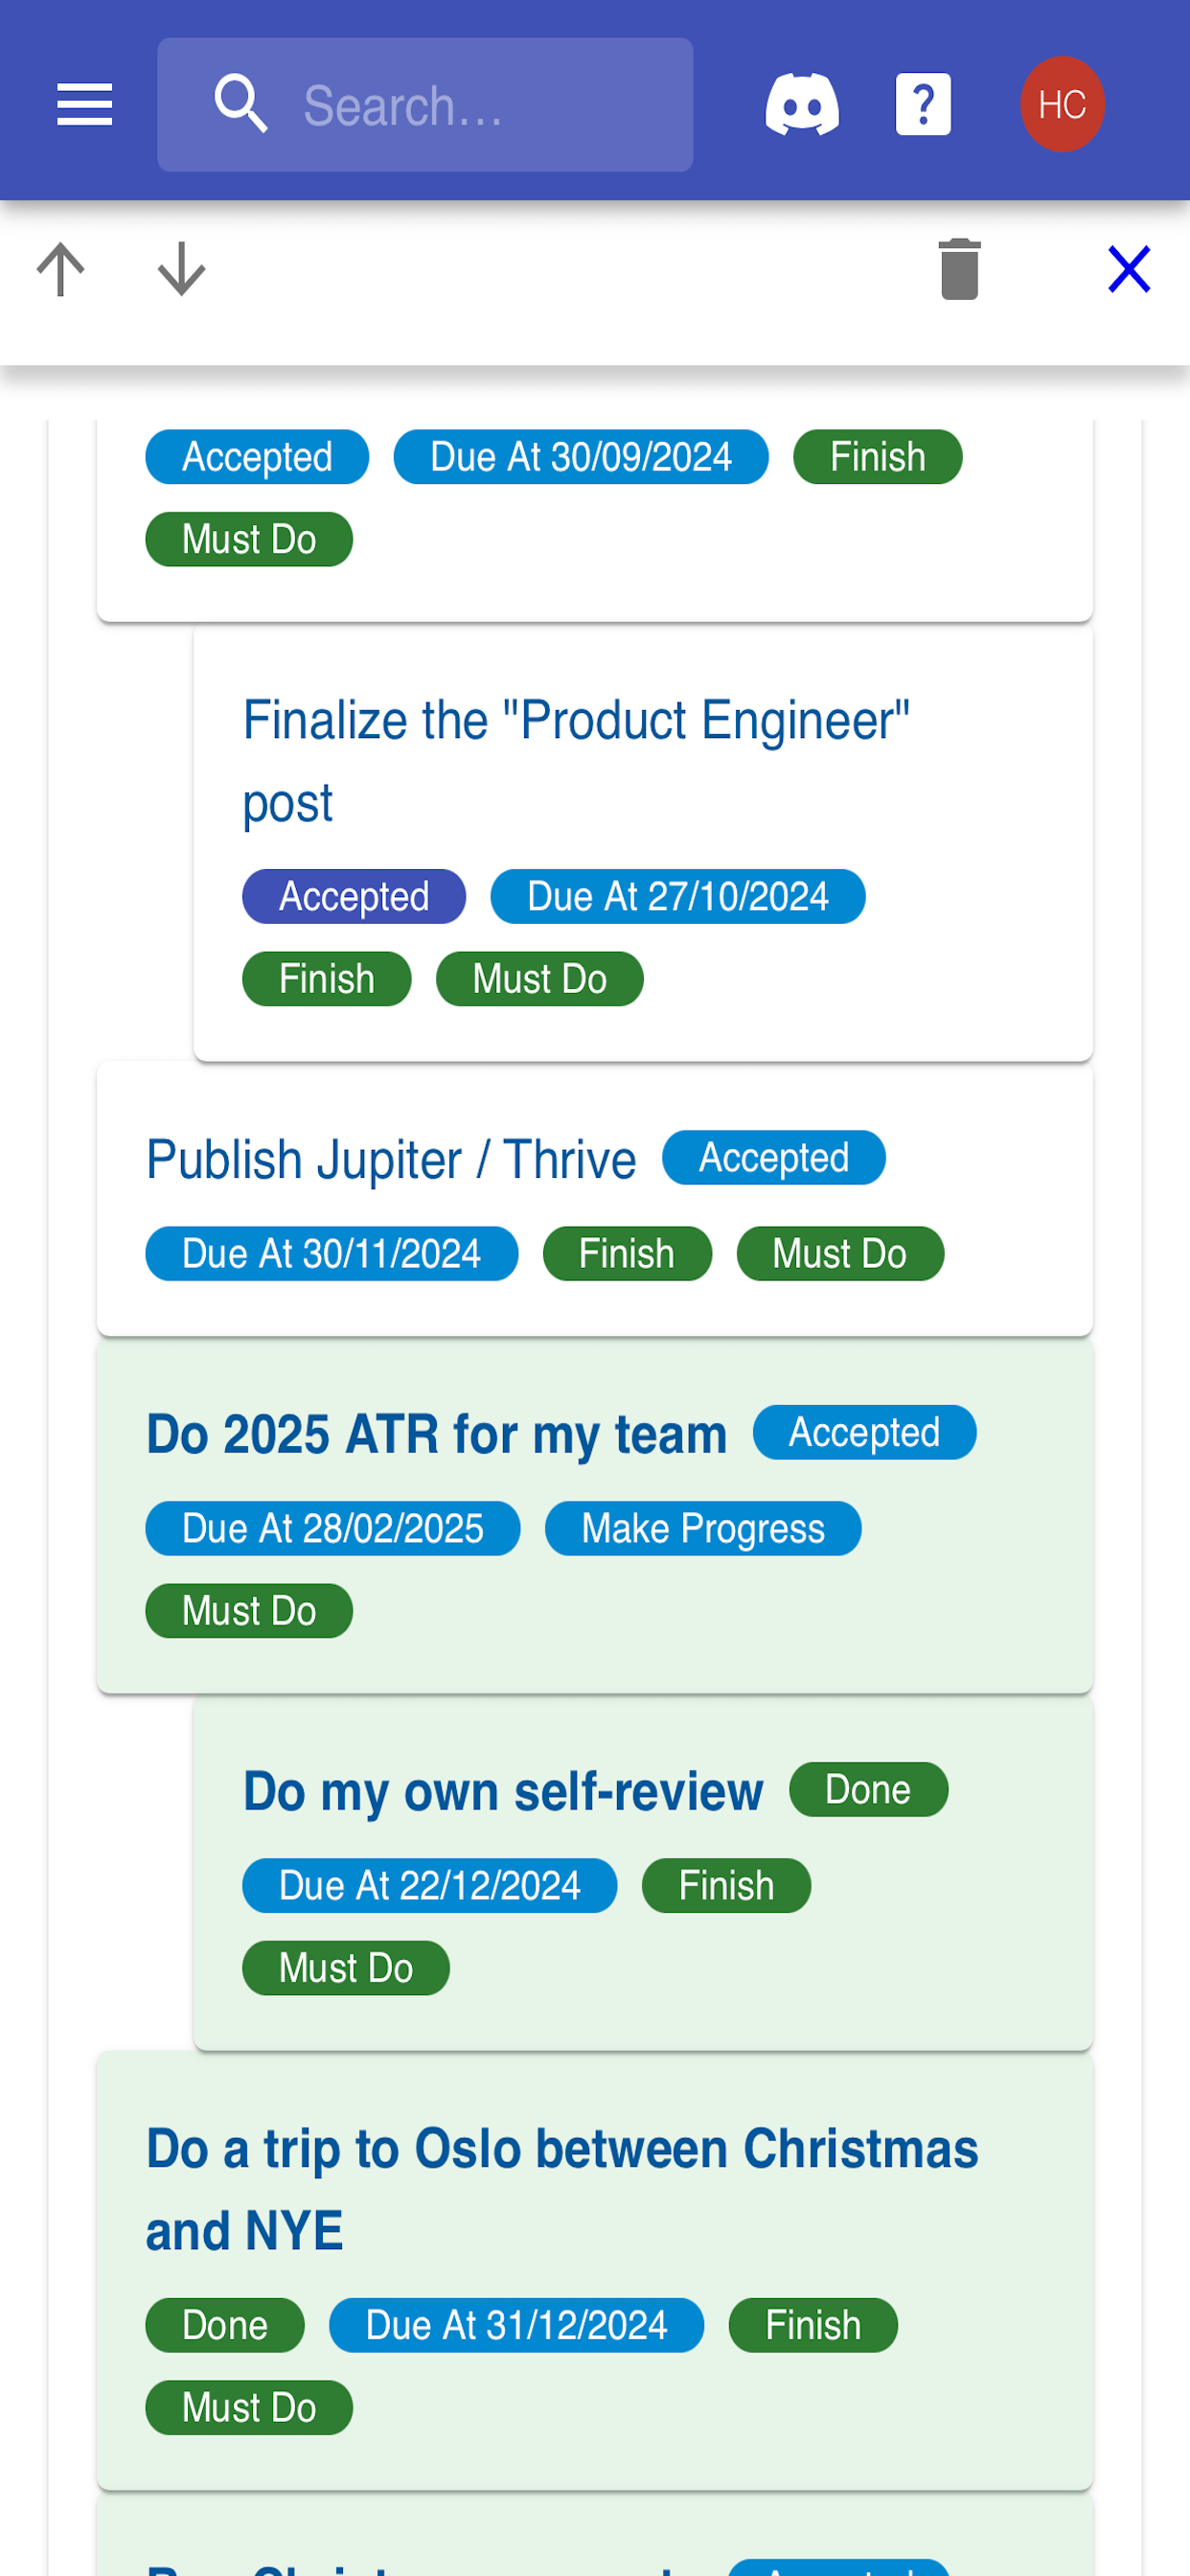 Search…
HC
Accepted Due At 30/09/2024 Finish
Must Do
Finalize the "Product Engineer"
post
Accepted Due At 27/10/2024
Finish Must Do
Publish Jupiter / Thrive Accepted
Due At 30/11/2024 Finish Must Do
Do 2025 ATR for my team Accepted
Due At 28/02/2025 Make Progress
Must Do
Do my own self-review Done
Due At 22/12/2024 Finish
Must Do
Do a trip to Oslo between Christmas
and NYE
Done Due At 31/12/2024 Finish
Must Do